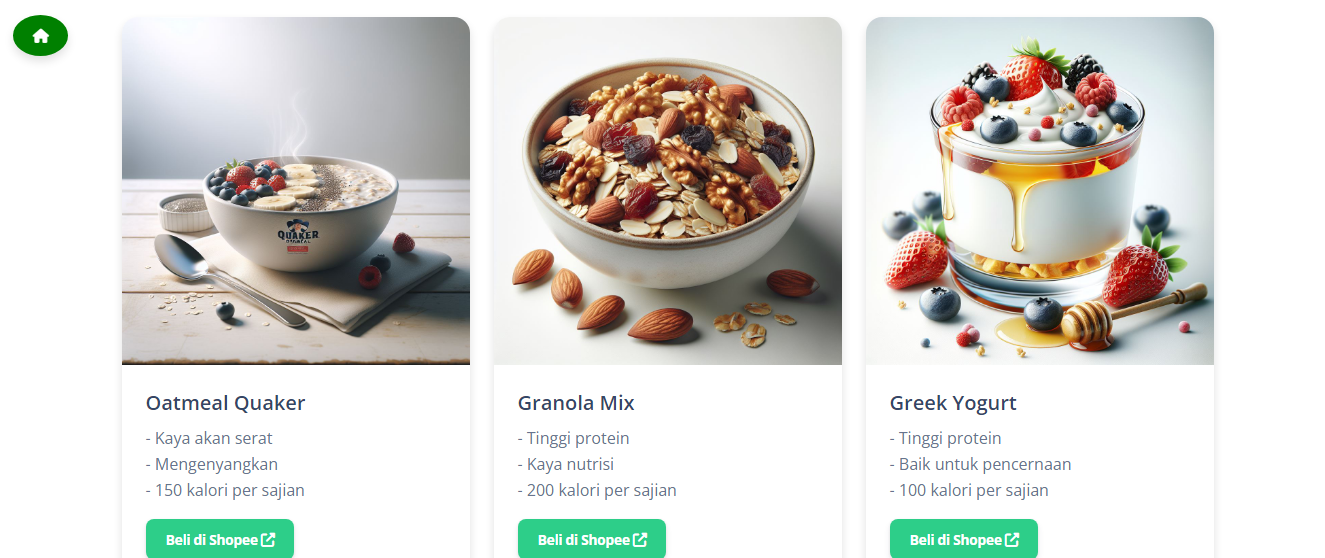 QUAKER
Oatmeal Quaker
- Kaya akan serat
- Mengenyangkan
- 150 kalori per sajian
Beli di Shopee
Granola Mix
- Tinggi protein
- Kaya nutrisi
- 200 kalori per sajian
Beli di Shopee
Greek Yogurt
- Tinggi protein
- Baik untuk pencernaan
- 100 kalori per sajian
Beli di Shopee